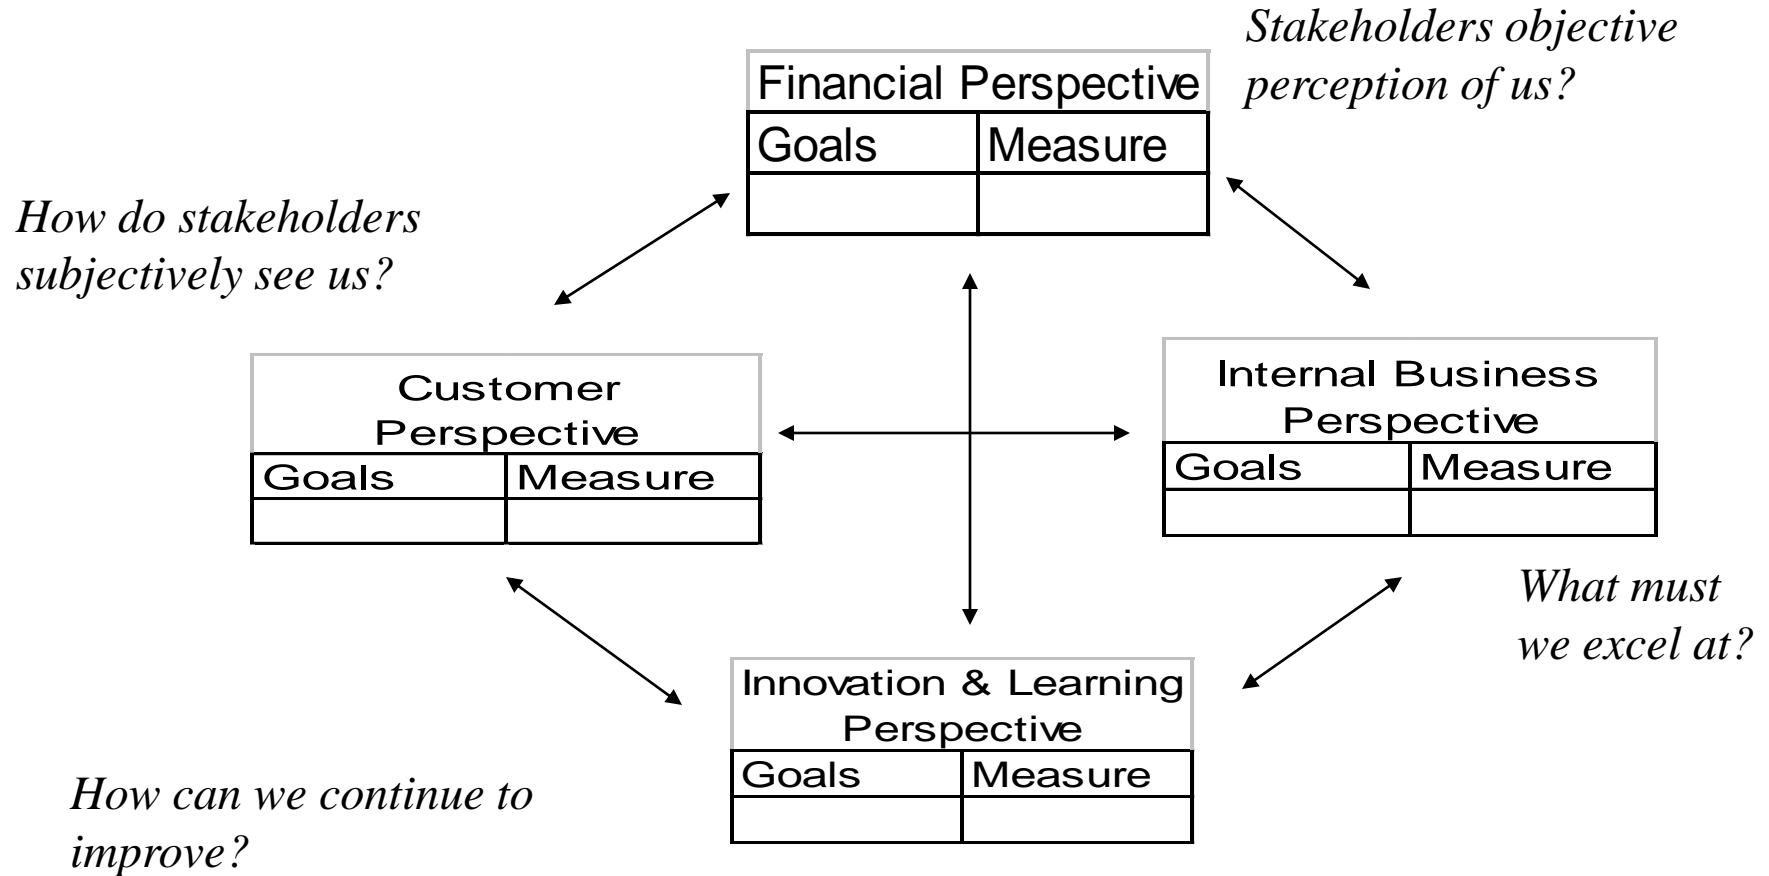 Stakeholders objective
perception of us?
Financial Perspective
Goals Measure
How do stakeholders
subjectively see us?
Customer
Perspective
Goals Measure
Internal Business
Perspective
Goals Measure
What must
we excel at?
Innovation & Learning
Perspective
Goals Measure
How can we continue to
improve?